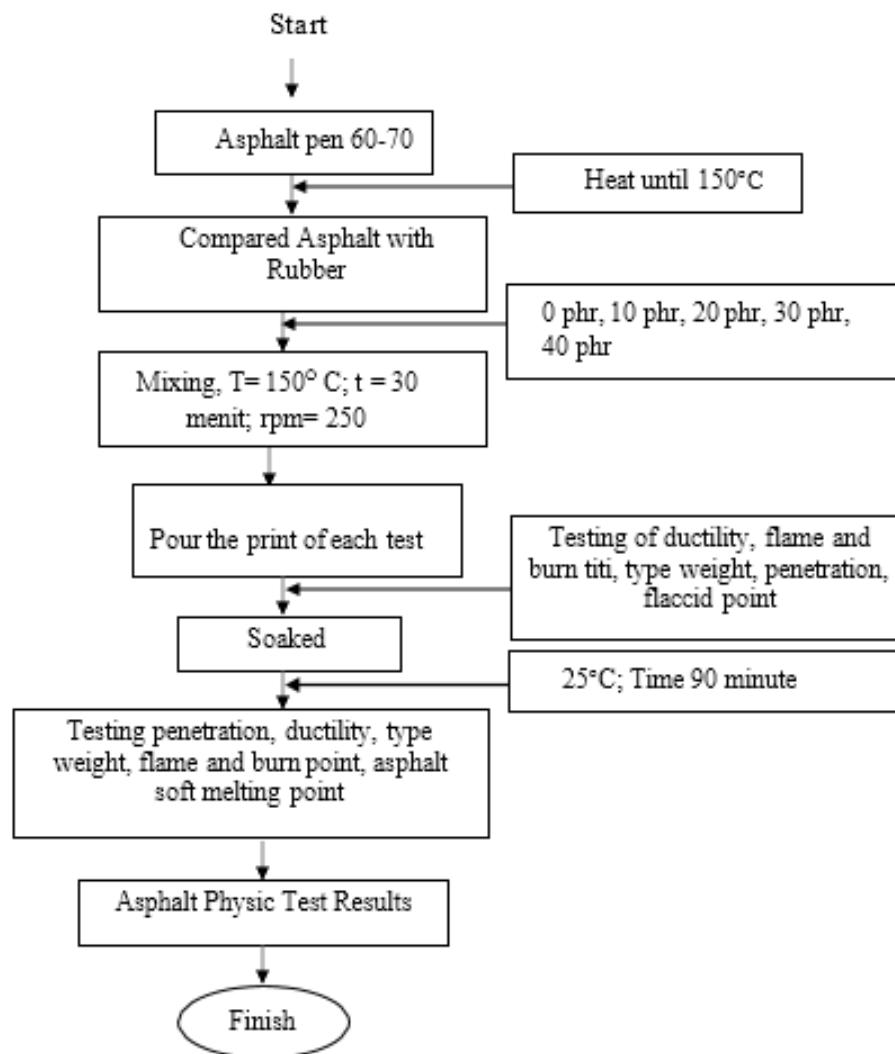 Start
Asphalt pen 60-70
Heat until 150°C
Compared Asphalt with
Rubber
0 phr, 10 phr, 20 phr, 30 phr,
40 phr
Mixing, T= 150° C; t = 30
menit; rpm= 250
Pour the print of each test
Testing of ductility, flame and
burn titi, type weight, penetration,
flaccid point
Soaked
25°C; Time 90 minute
Testing penetration, ductility, type
weight, flame and burn point, asphalt
soft melting point
Asphalt Physic Test Results
Finish